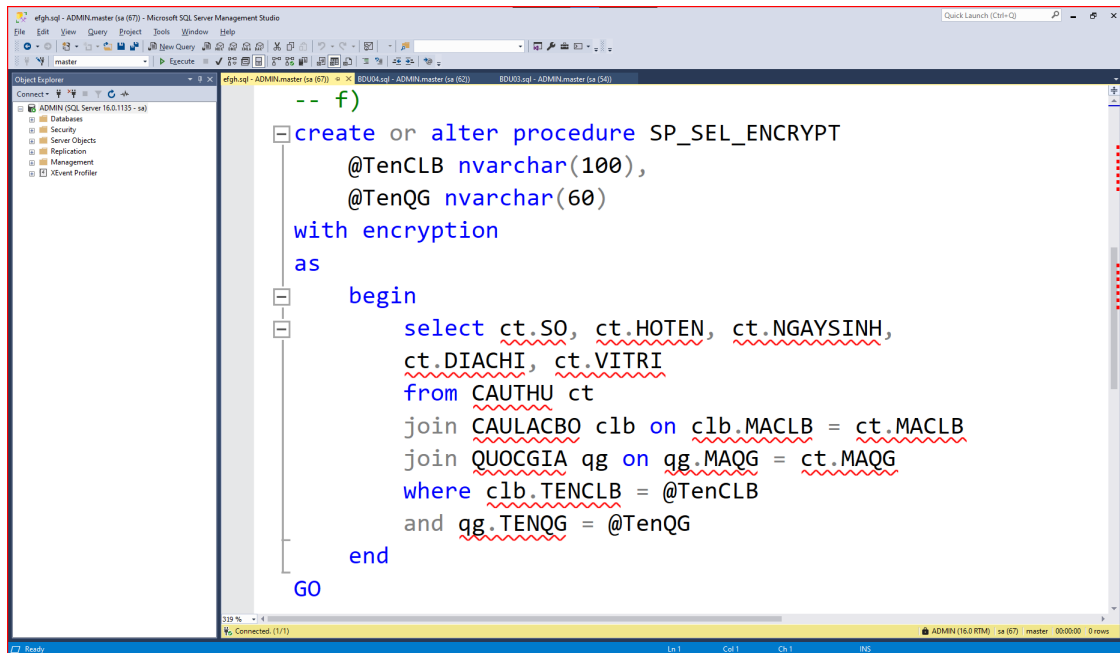 efgh.sql - ADMIN.master (sa (67)) - Microsoft SQL Server Management Studio
Quick Launch (Ctrl+Q)
File Edit View Query Project Tools Window Help
New Query
master
Execute
Object Explorer
efgh.sql - ADMIN.master (sa (67))
BDU04.sql - ADMIN.master (sa (62))
BDU03.sql - ADMIN.master (sa (54))
Connect
ADMIN (SQL Server 16.0.1135 - sa)
Databases
Security
Server Objects
Replication
Management
XEvent Profiler
-- f)
create or alter procedure SP_SEL_ENCRYPT
@TenCLB nvarchar(100),
@TenQG nvarchar(60)
with encryption
as
begin
select ct.SO, ct.HOTEN, ct.NGAYSINH,
ct.DIACHI, ct.VITRI
from CAUTHU ct
join CAULACBO clb on clb.MACLB = ct.MACLB
join QUOCGIA qg on qg.MAQG = ct.MAQG
where clb.TENCLB = @TenCLB
and qg.TENQG = @TenQG
end
GO
319 %
Connected. (1/1)
ADMIN (16.0 RTM) sa (67) master 00:00:00 0 rows
Ready
Ln 1 Col 1 Ch 1 INS